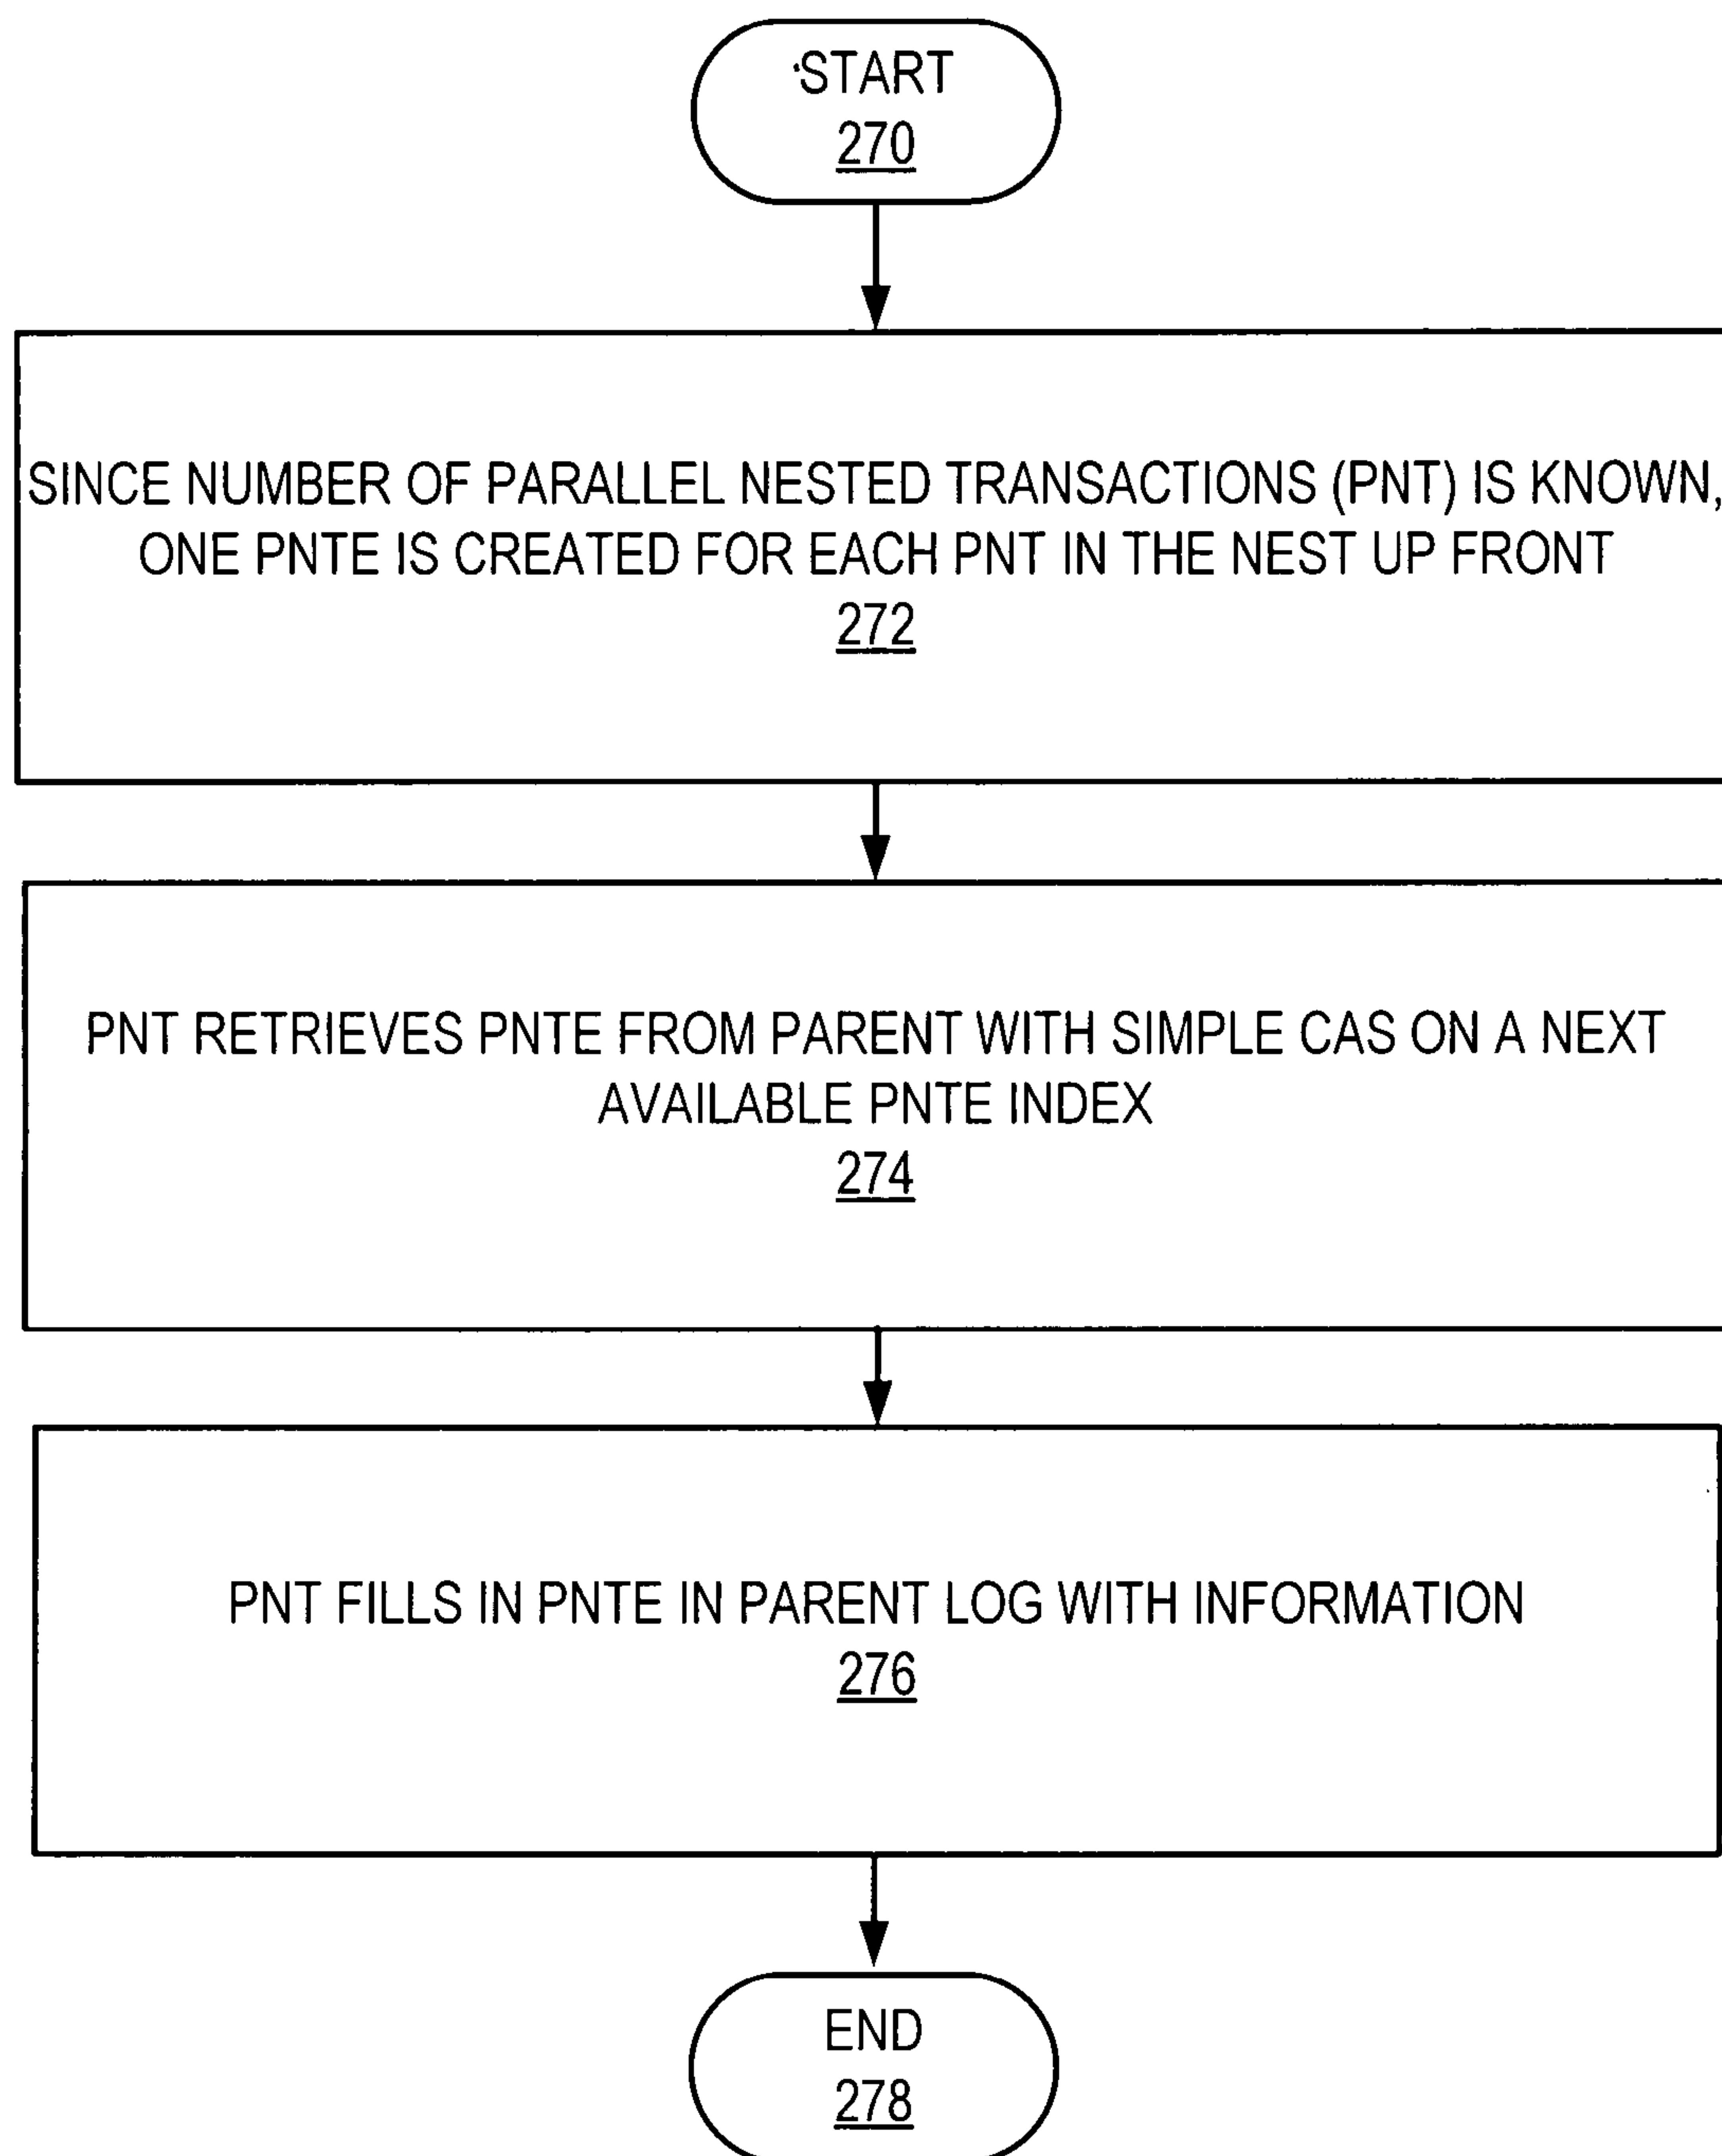 START
270
SINCE NUMBER OF PARALLEL NESTED TRANSACTIONS (PNT) IS KNOWN,
ONE PNTE IS CREATED FOR EACH PNT IN THE NEST UP FRONT
272
PNT RETRIEVES PNTE FROM PARENT WITH SIMPLE CAS ON A NEXT
AVAILABLE PNTE INDEX
274
PNT FILLS IN PNTE IN PARENT LOG WITH INFORMATION
276
END
278